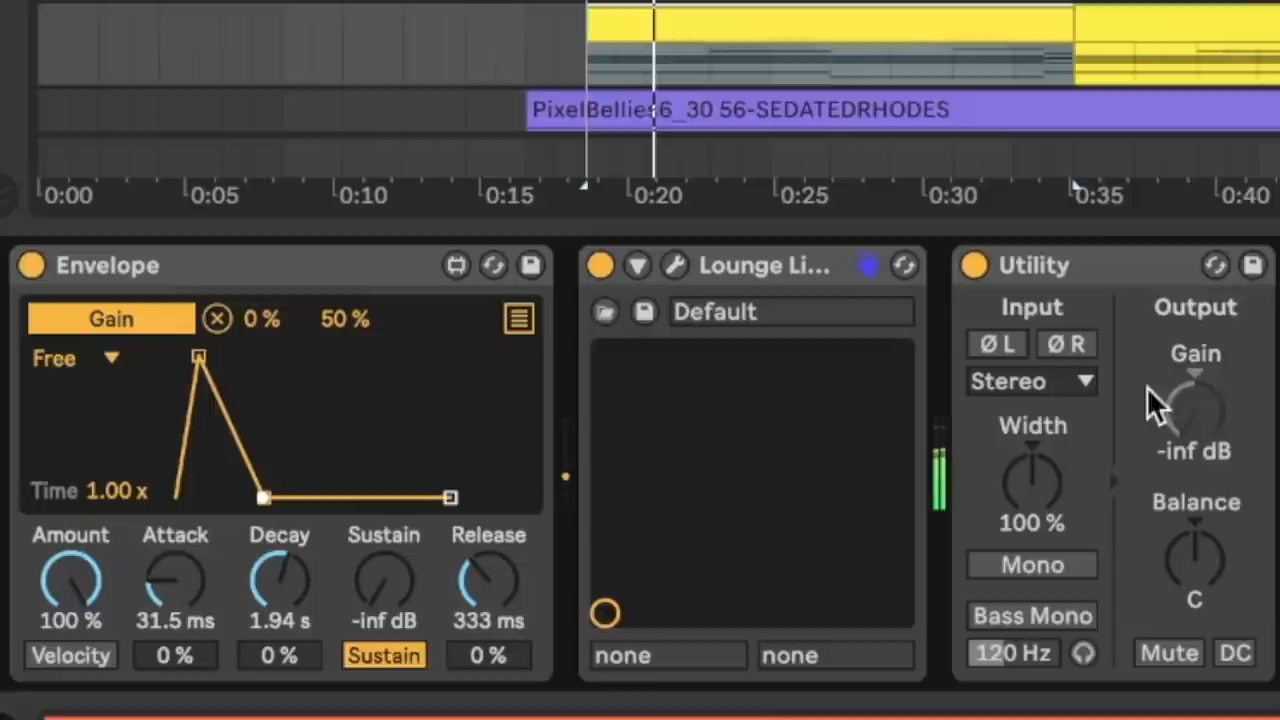 PixelBellies6_30 56-SEDATEDRHODES
0:00 0:05 0:10 0:15 0:20 0:25 0:30 0:35 0:40
Envelope
Gain 0 % 50 %
Free
Time 1.00 x
Amount Attack Decay Sustain Release
100 % 31.5 ms 1.94 s -inf dB 333 ms
Velocity 0 % 0 % Sustain 0 %
Lounge Li...
Default
none none
Utility
Input
Ø L Ø R
Stereo
Width
100 %
Mono
Bass Mono
120 Hz
Output
Gain
-inf dB
Balance
C
Mute DC